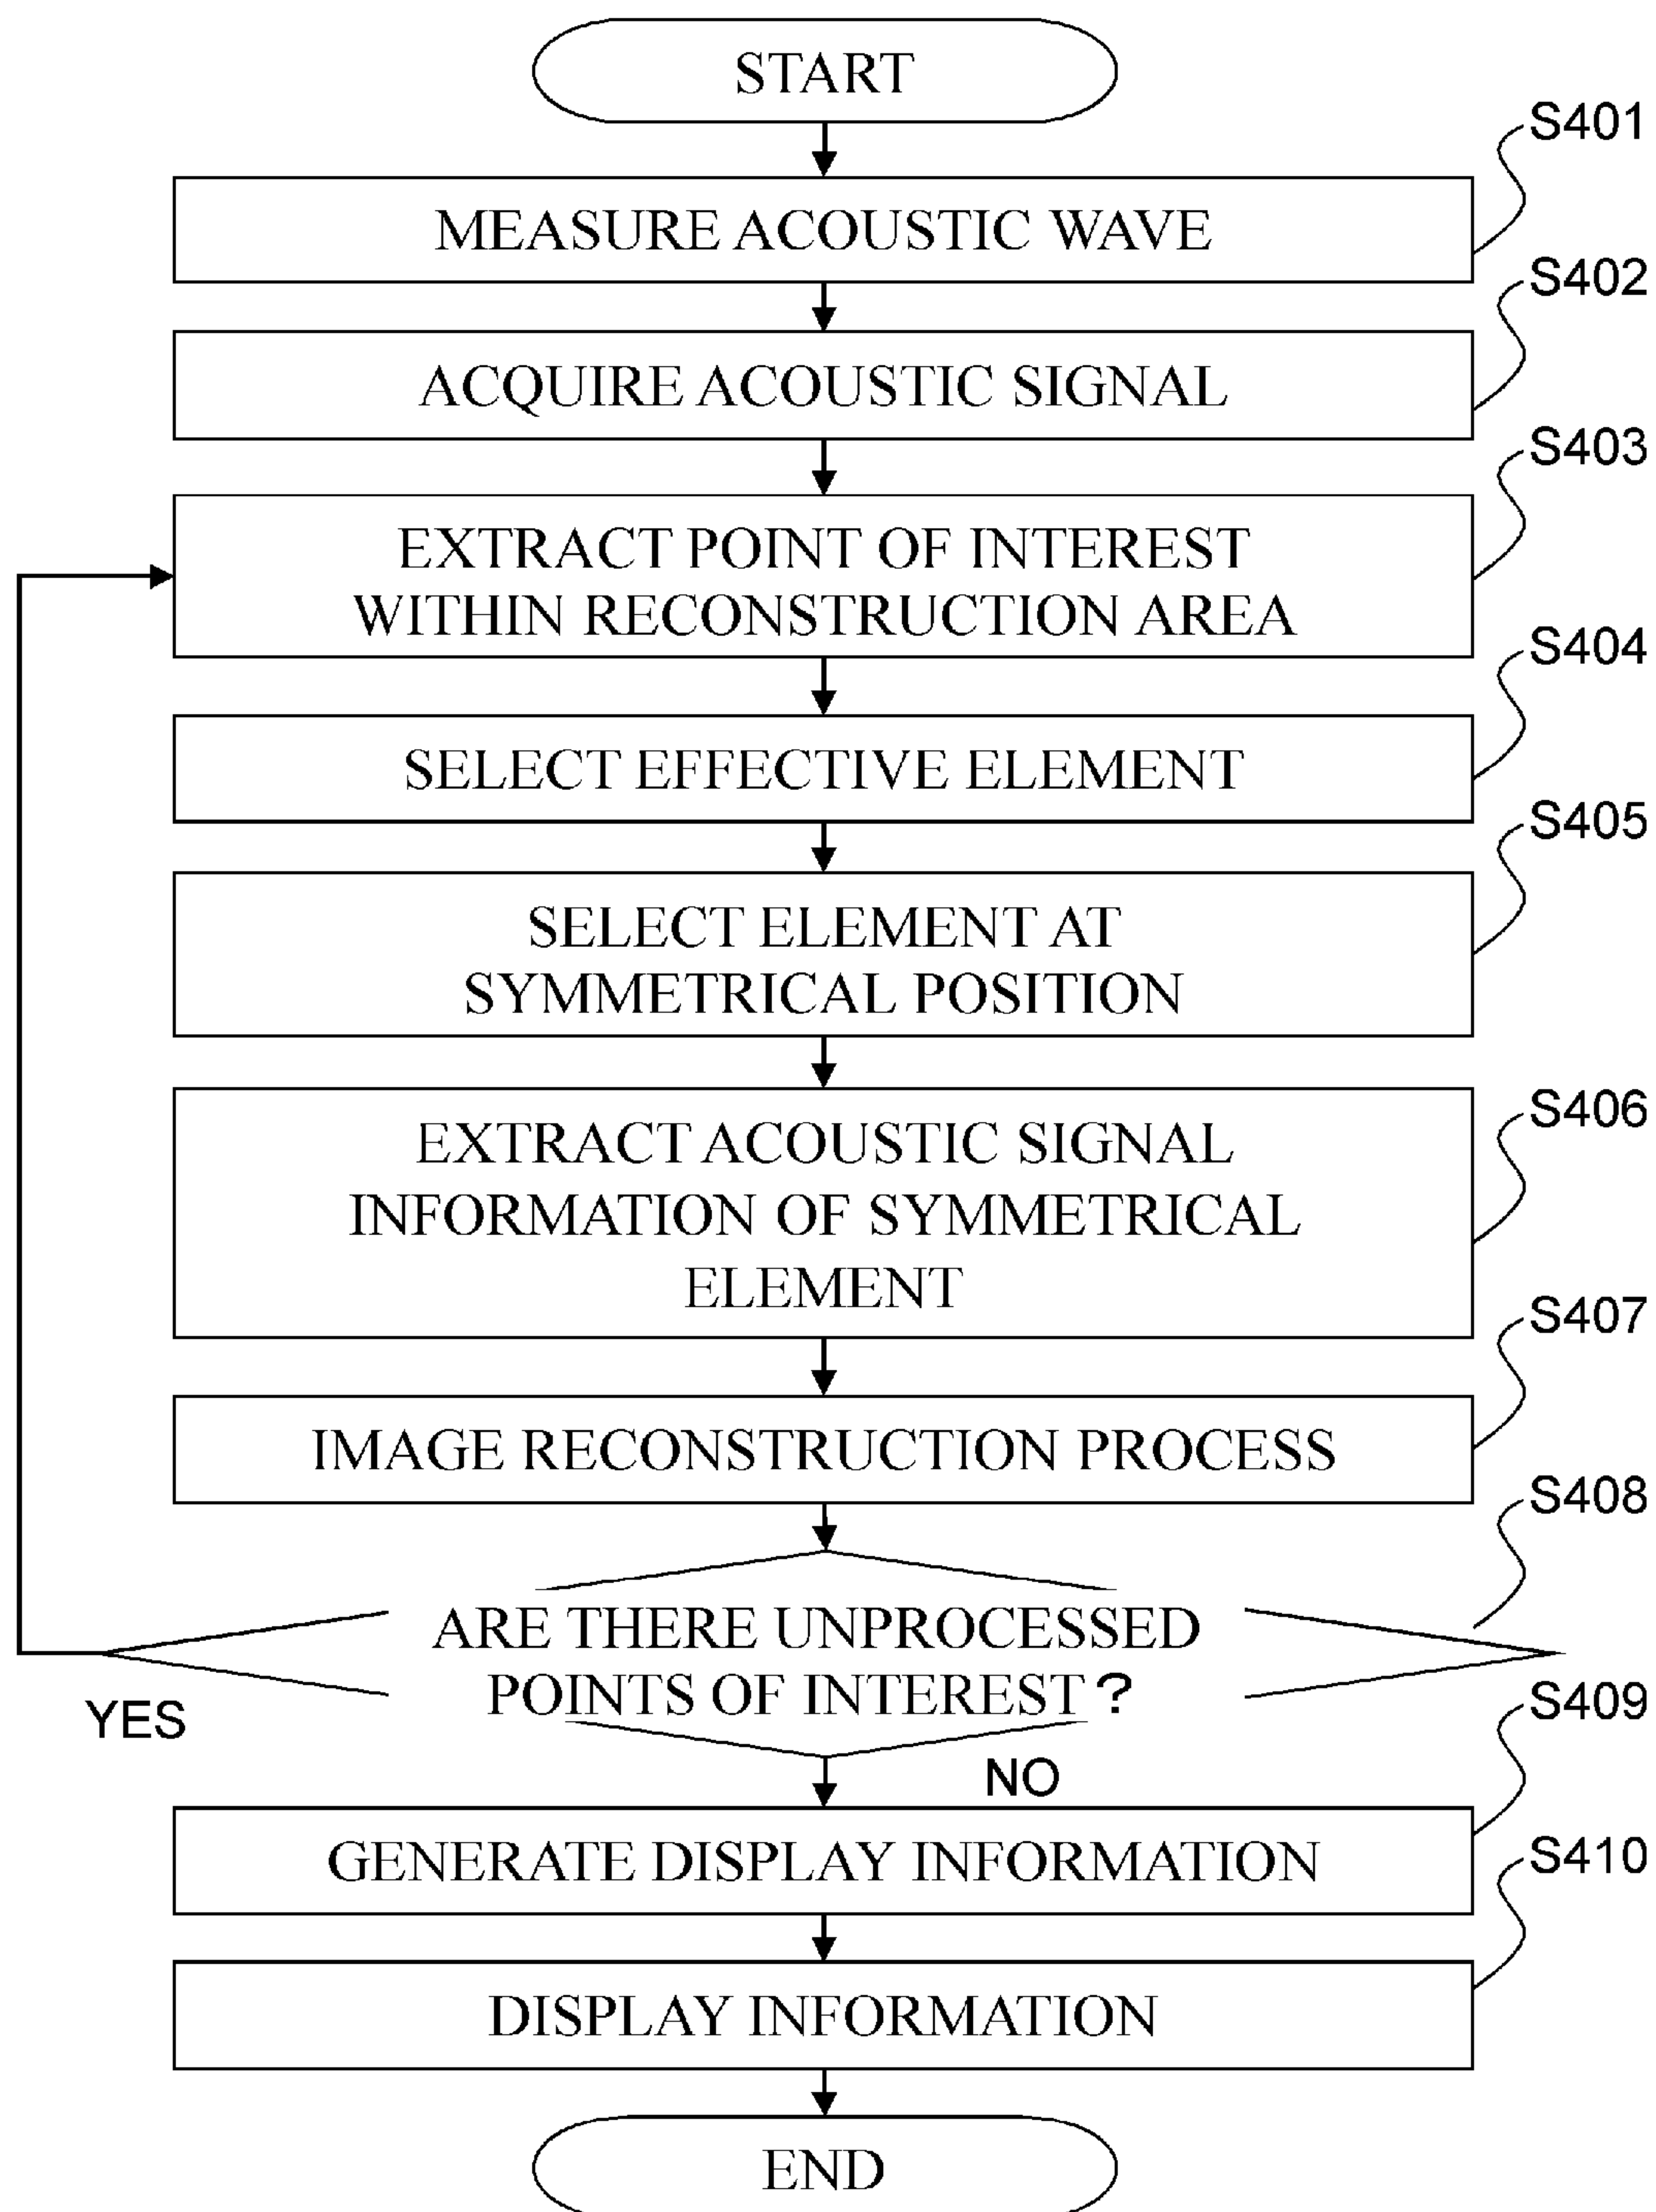 START
S401
MEASURE ACOUSTIC WAVE
S402
ACQUIRE ACOUSTIC SIGNAL
S403
EXTRACT POINT OF INTEREST
WITHIN RECONSTRUCTION AREA
S404
SELECT EFFECTIVE ELEMENT
S405
SELECT ELEMENT AT
SYMMETRICAL POSITION
S406
EXTRACT ACOUSTIC SIGNAL
INFORMATION OF SYMMETRICAL
ELEMENT
S407
IMAGE RECONSTRUCTION PROCESS
S408
ARE THERE UNPROCESSED
POINTS OF INTEREST?
YES
NO
S409
GENERATE DISPLAY INFORMATION
S410
DISPLAY INFORMATION
END